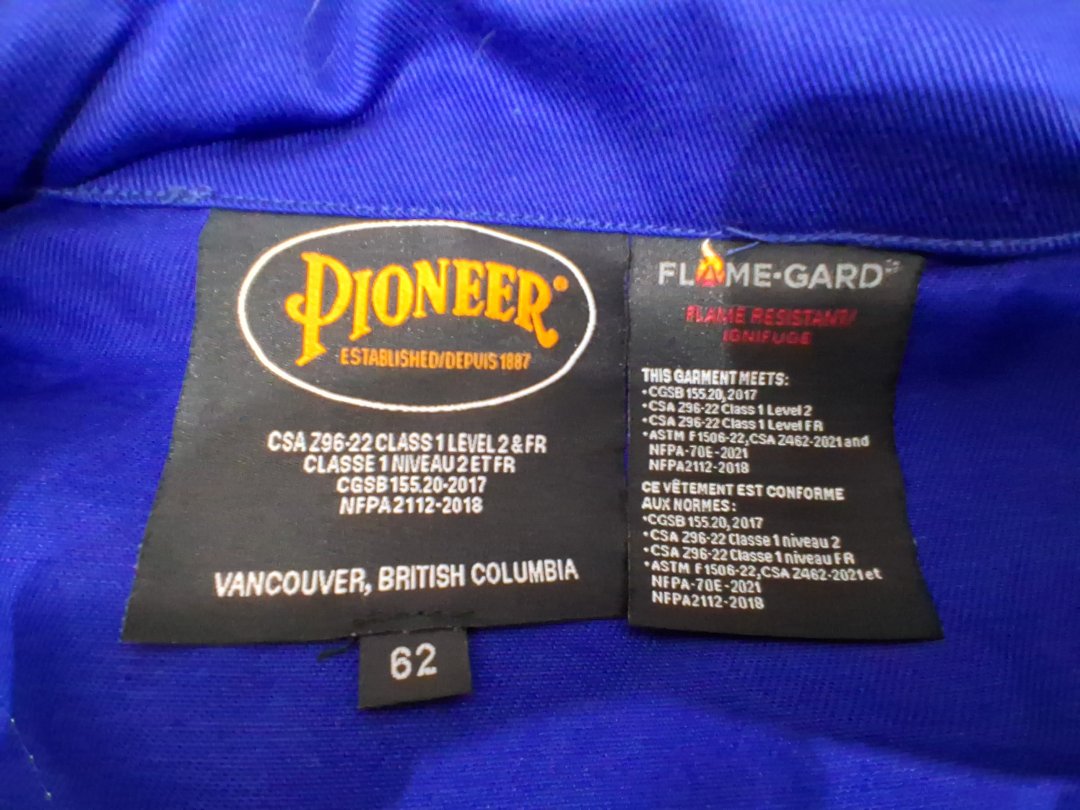 PIONEER®
ESTABLISHED/DEPUIS 1887
CSA Z96-22 CLASS 1 LEVEL 2 & FR
CLASSE 1 NIVEAU 2 ET FR
CGSB 155.20-2017
NFPA2112-2018
VANCOUVER, BRITISH COLUMBIA
62
FLAME-GARD
FLAME RESISTANT/
IGNIFUGE
THIS GARMENT MEETS:
•CGSB 155.20, 2017
•CSA Z96-22 Class 1 Level 2
•CSA Z96-22 Class 1 Level FR
•ASTM F1506-22, CSA Z462-2021 and
NFPA-70E-2021
NFPA2112-2018
CE VÊTEMENT EST CONFORME
AUX NORMES:
•CGSB 155.20, 2017
•CSA Z96-22 Classe 1 niveau 2
•CSA Z96-22 Classe 1 niveau FR
•ASTM F1506-22, CSA Z462-2021 et
NFPA-70E-2021
NFPA2112-2018